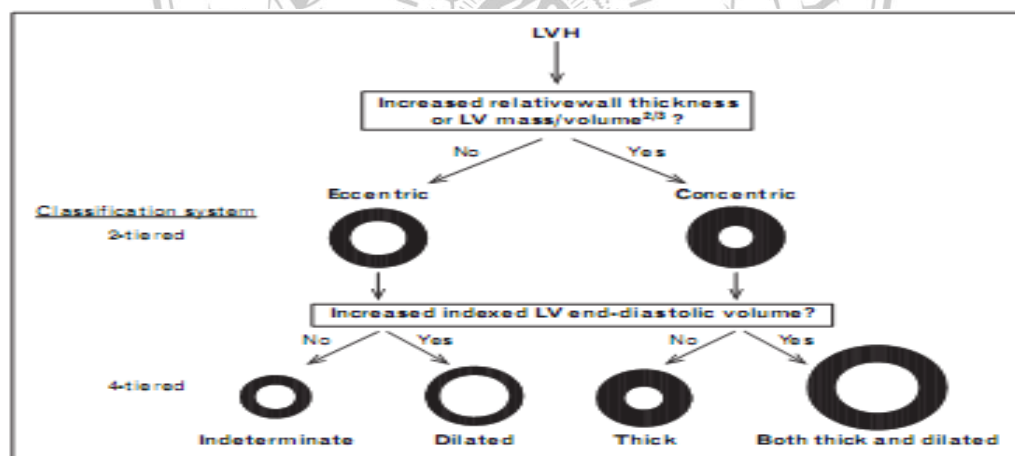 LVH
Increased relativewall thickness
or LV mass/volume2/3 ?
No Yes
Eccentric Concentric
Classification system
2-tiered
Increased indexed LV end-diastolic volume?
No Yes No Yes
4-tiered
Indeterminate Dilated Thick Both thick and dilated